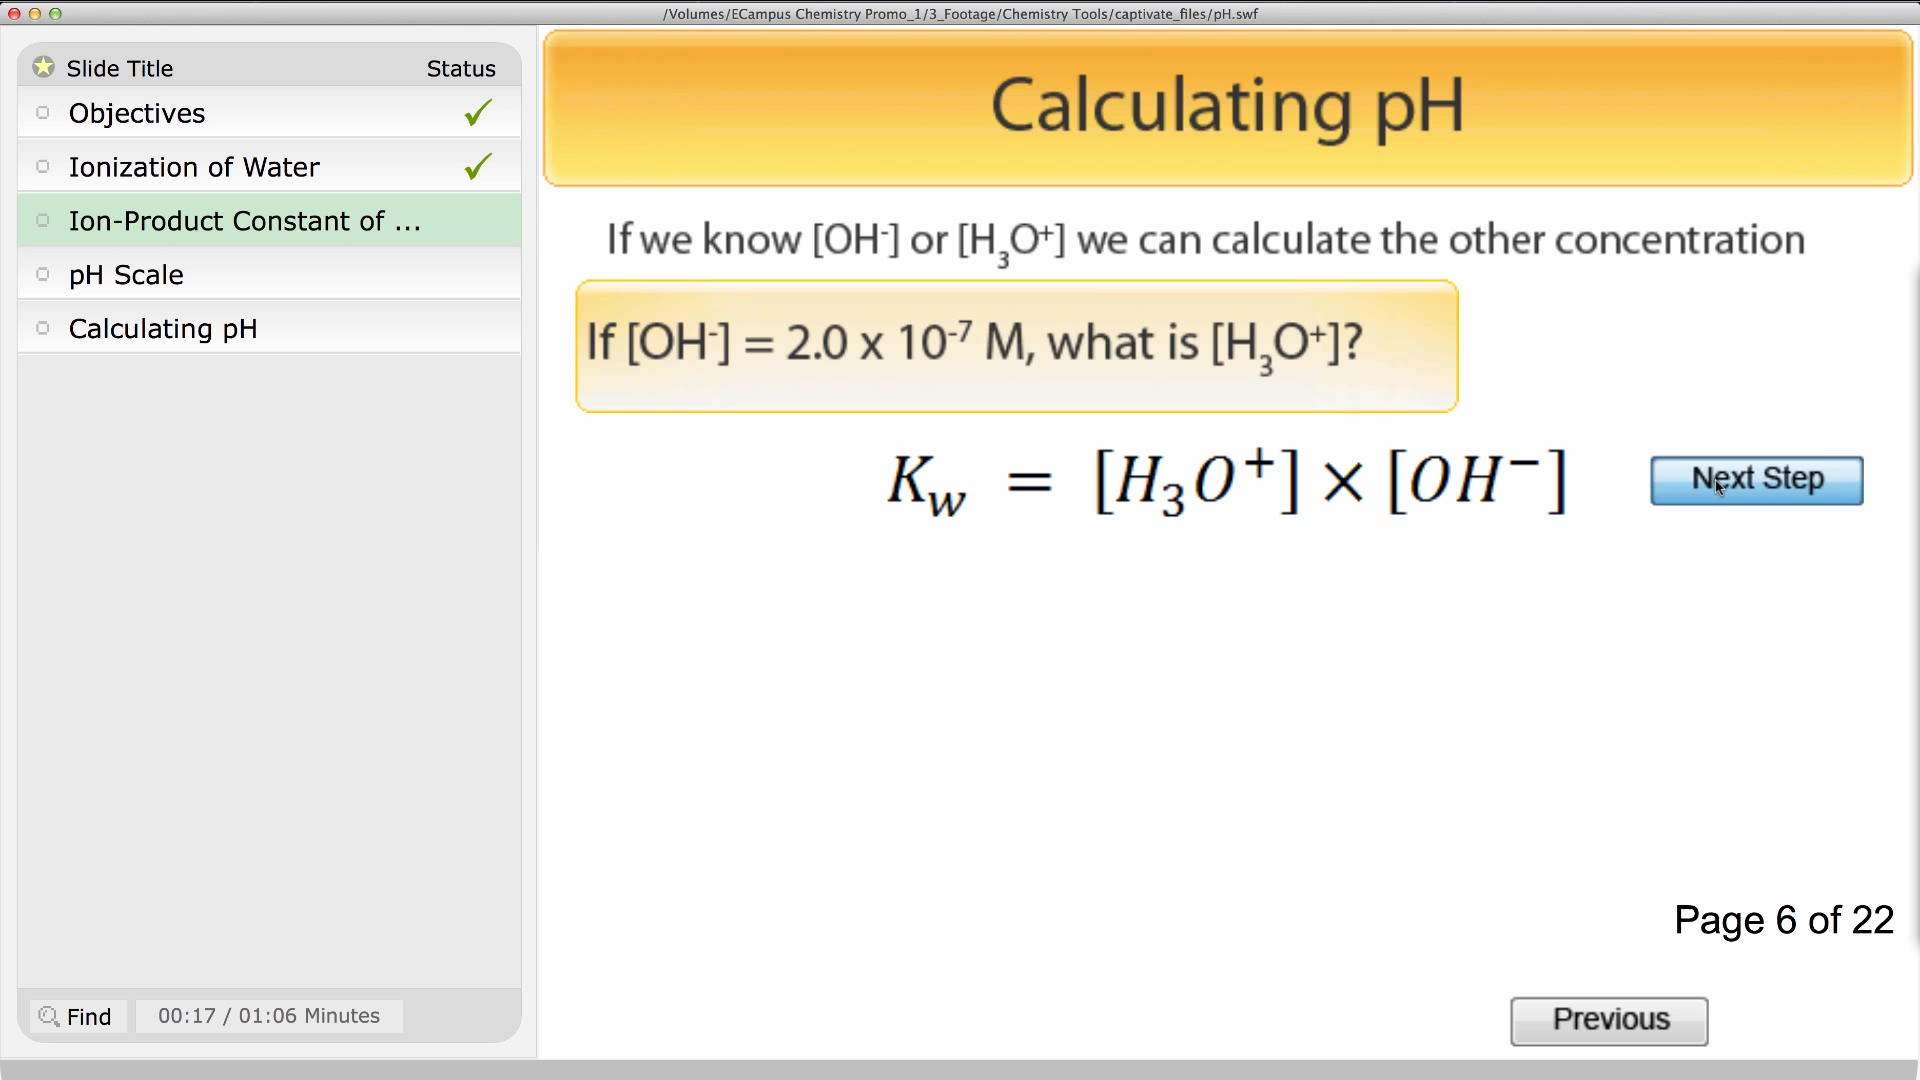 /Volumes/ECampus Chemistry Promo_1/3_Footage/Chemistry Tools/captivate_files/pH.swf
Slide Title Status
Objectives
Ionization of Water
Ion-Product Constant of ...
pH Scale
Calculating pH
Find 00:17 / 01:06 Minutes
Calculating pH
If we know [OH⁻] or [H₃O⁺] we can calculate the other concentration
If [OH⁻] = 2.0 x 10⁻⁷ M, what is [H₃O⁺]?
K_w = [H₃O⁺] × [OH⁻]
Next Step
Page 6 of 22
Previous